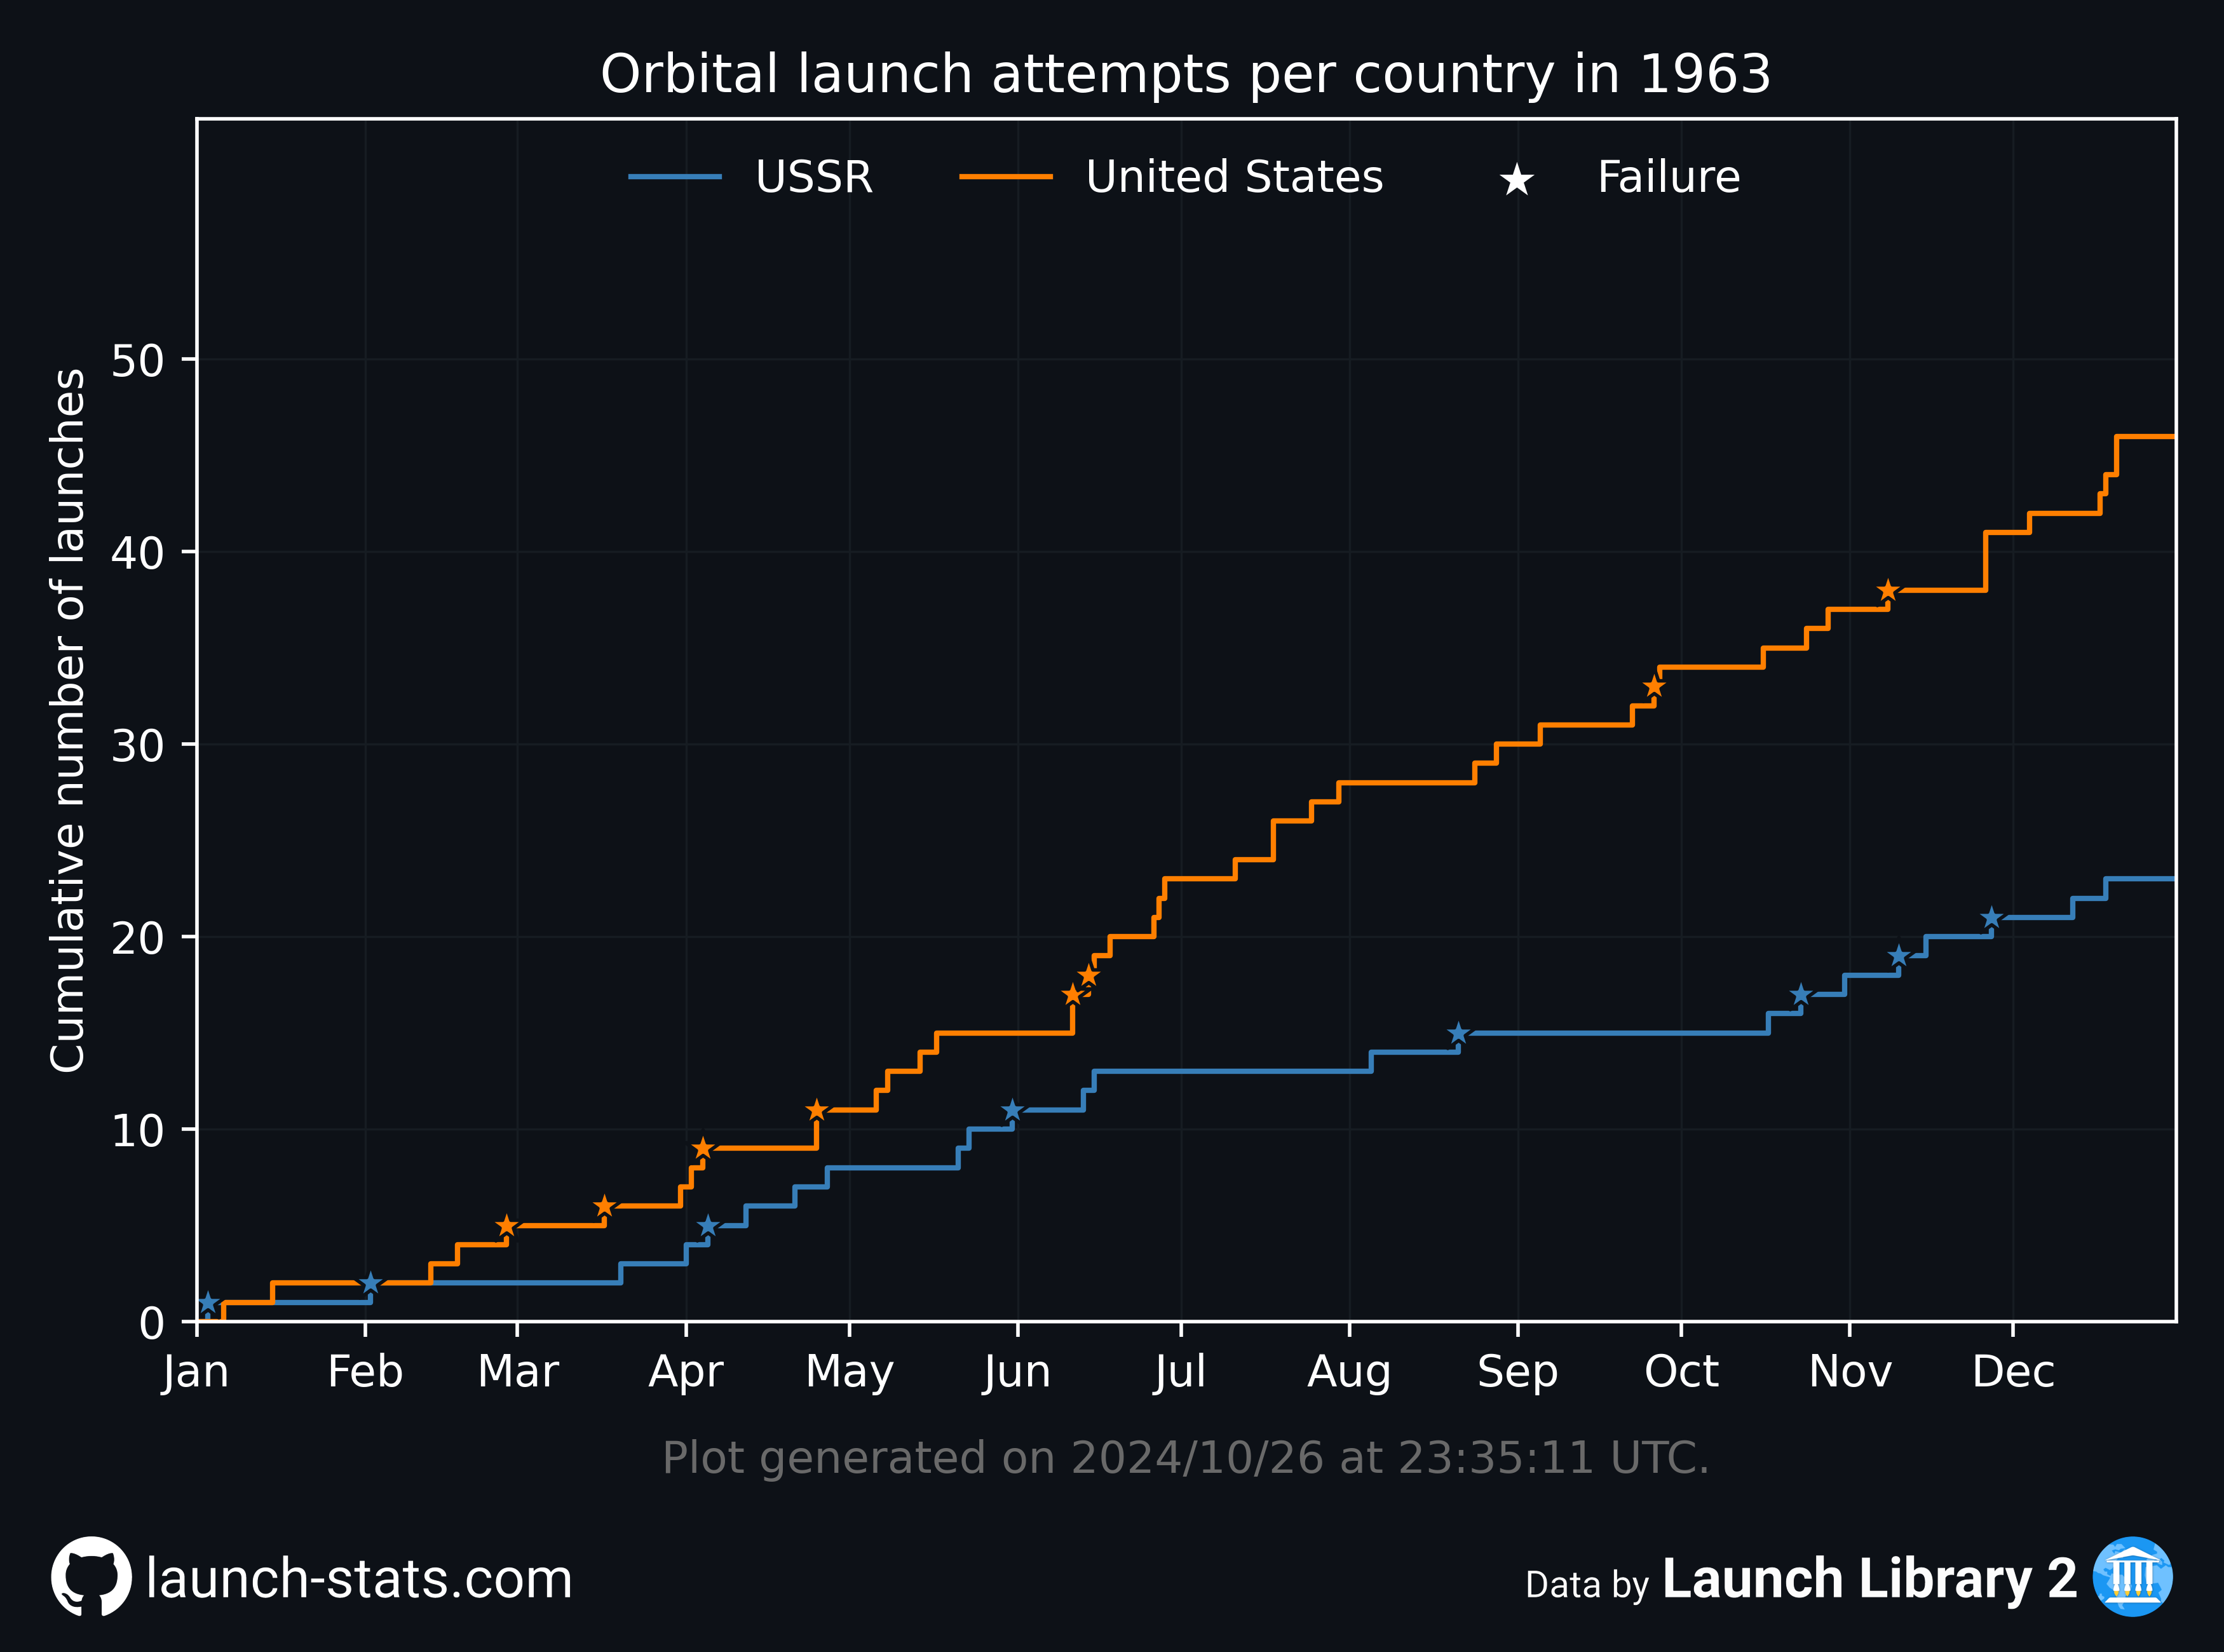 Orbital launch attempts per country in 1963
USSR United States Failure
Cumulative number of launches
50
40
30
20
10
0
Jan Feb Mar Apr May Jun Jul Aug Sep Oct Nov Dec
Plot generated on 2024/10/26 at 23:35:11 UTC.
launch-stats.com
Data by Launch Library 2